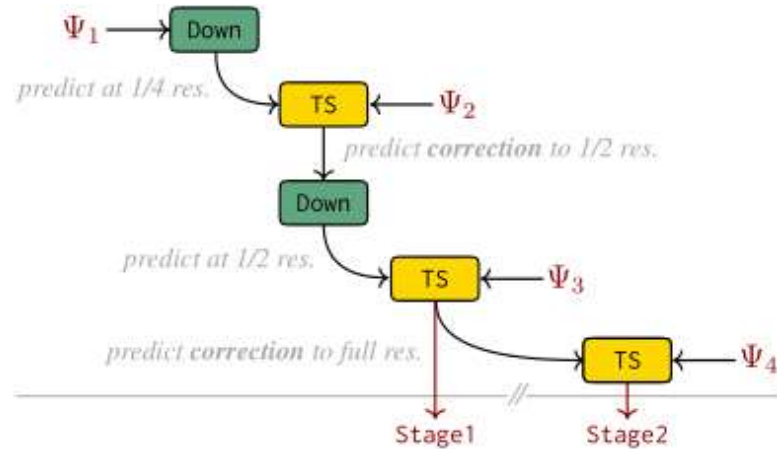 Ψ1 Down
predict at 1/4 res.
TS Ψ2
predict correction to 1/2 res.
Down
predict at 1/2 res.
TS Ψ3
predict correction to full res.
TS Ψ4
//
Stage1 Stage2